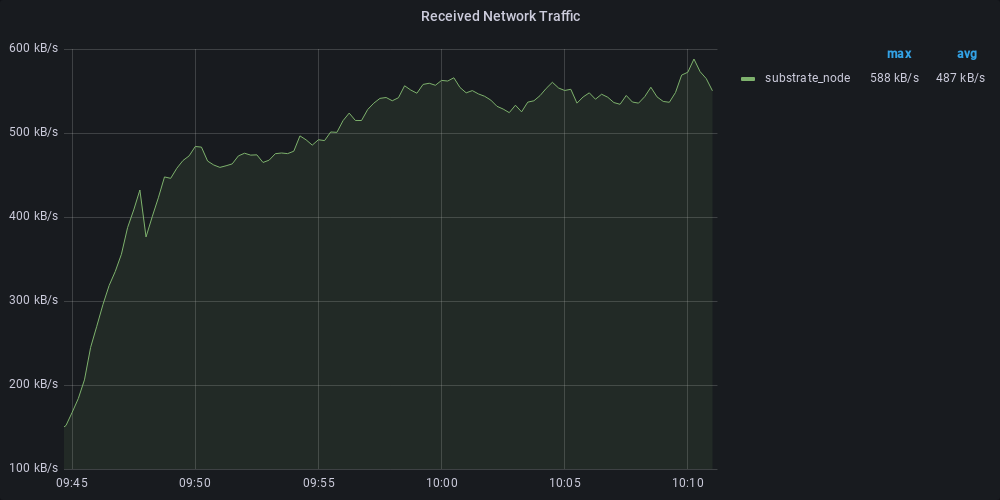 Received Network Traffic
600 kB/s
500 kB/s
400 kB/s
300 kB/s
200 kB/s
100 kB/s
09:45 09:50 09:55 10:00 10:05 10:10
max avg
substrate_node 588 kB/s 487 kB/s